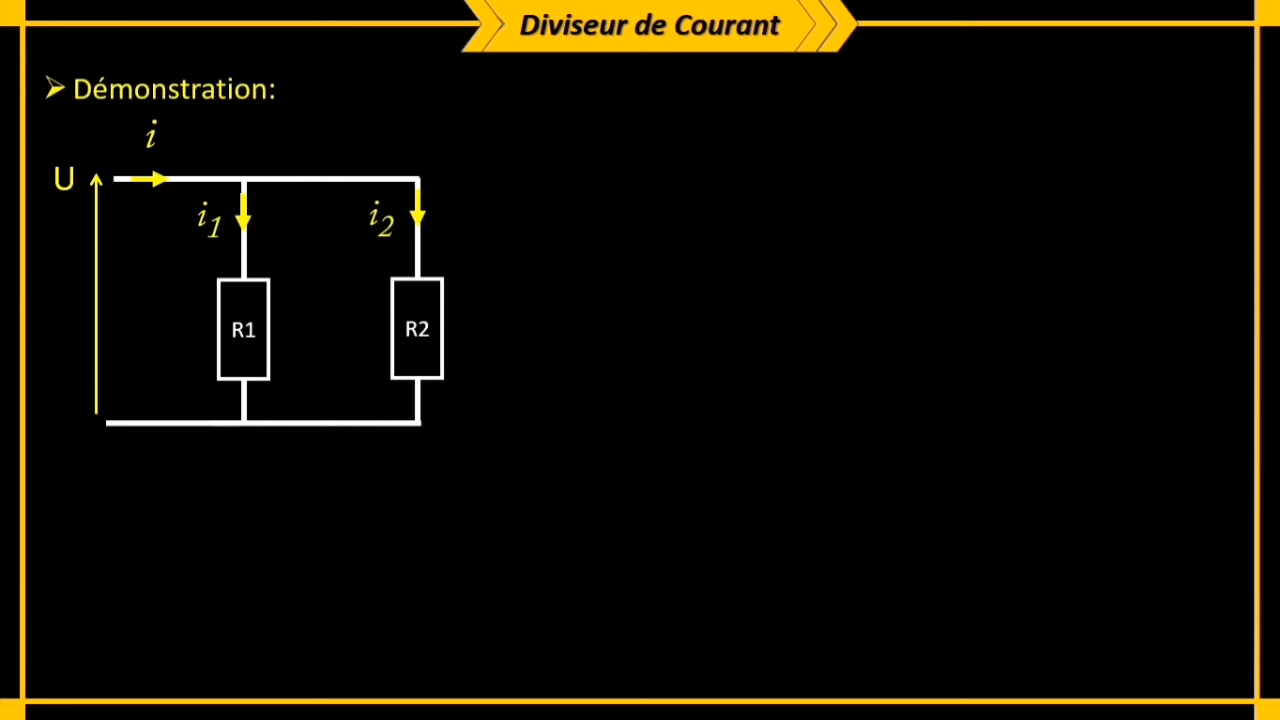 Diviseur de Courant
Démonstration:
i
U
i1 i2
R1 R2